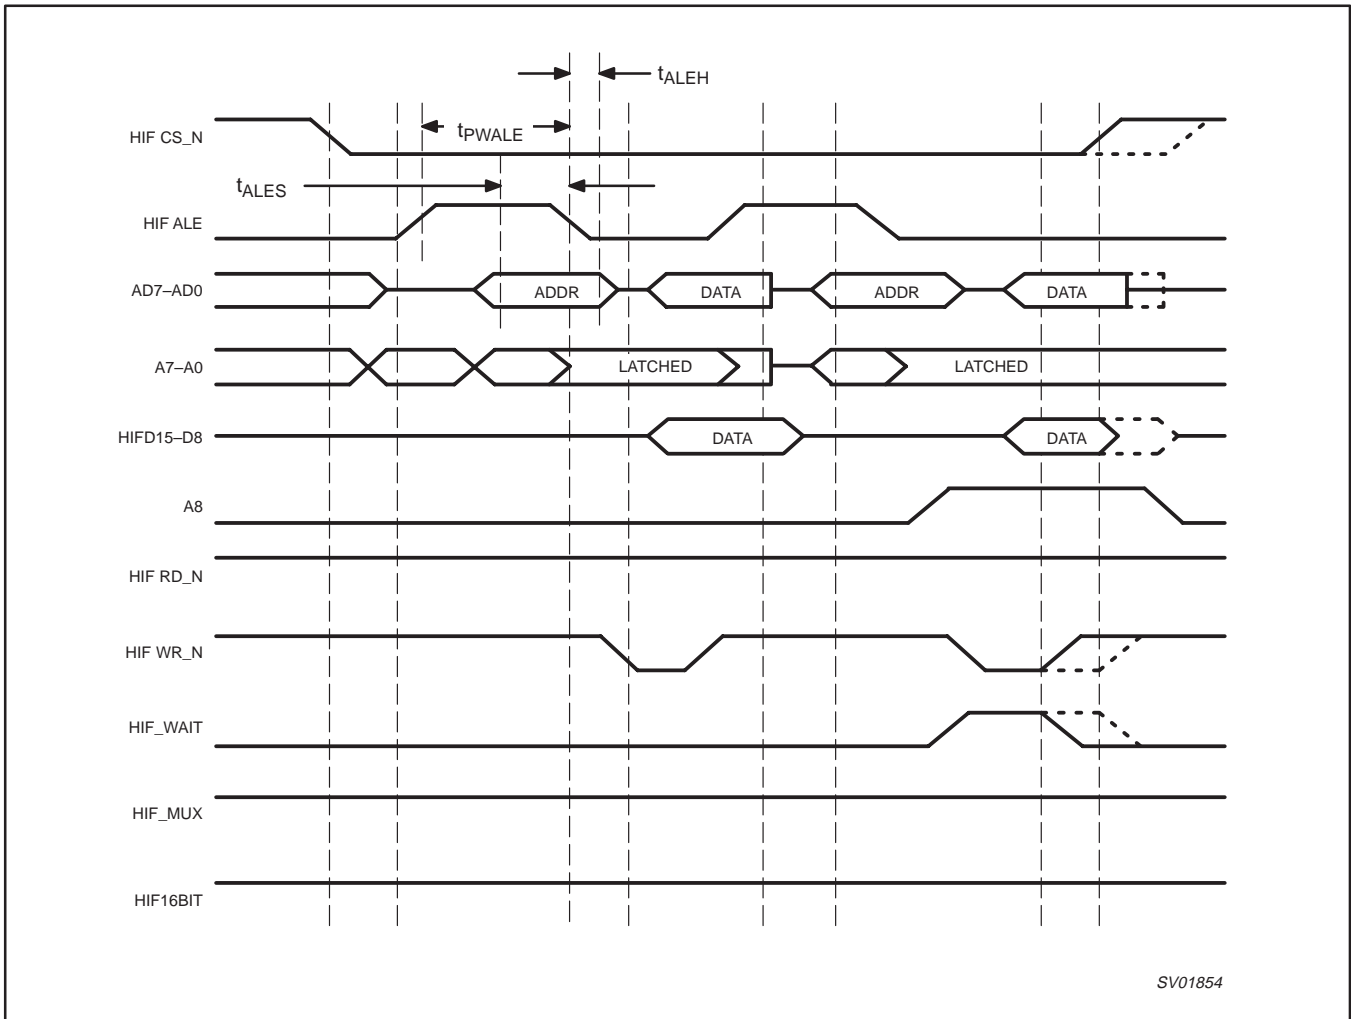 tALEH
HIF CS_N
tPWALE
tALES
HIF ALE
AD7–AD0
ADDR
DATA
ADDR
DATA
A7–A0
LATCHED
LATCHED
HIFD15–D8
DATA
DATA
A8
HIF RD_N
HIF WR_N
HIF_WAIT
HIF_MUX
HIF16BIT
SV01854